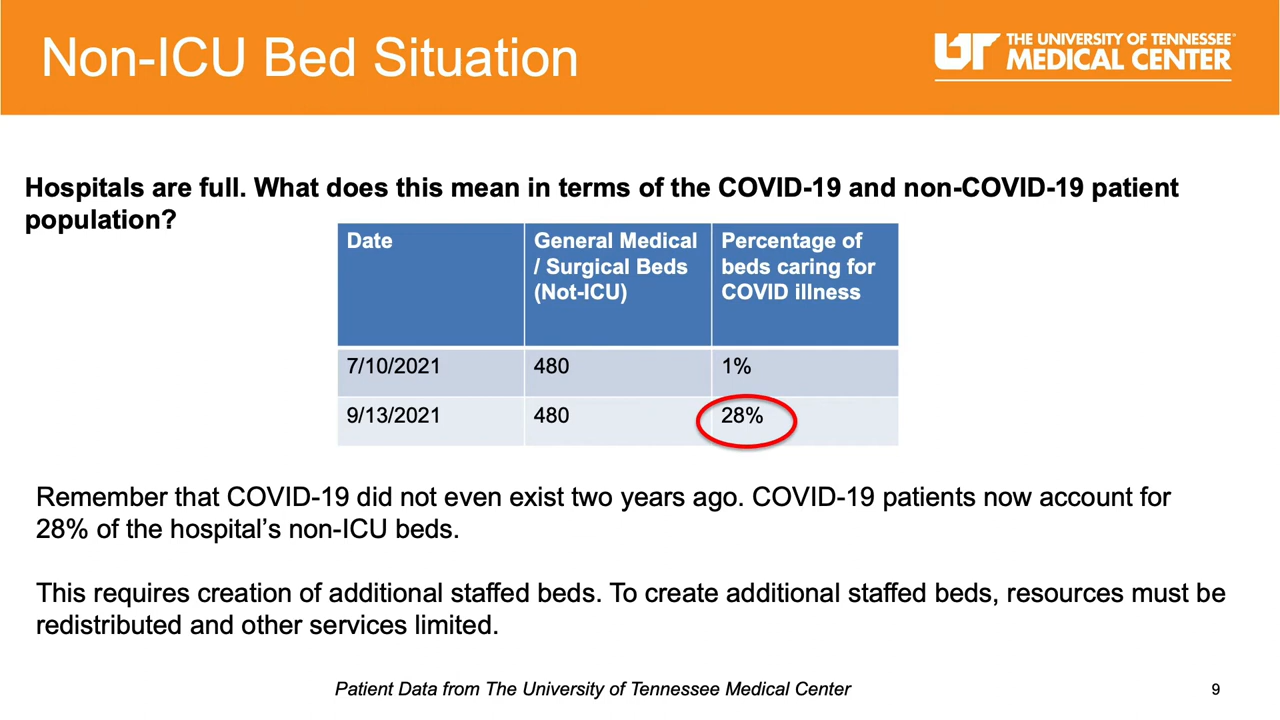 Non-ICU Bed Situation
UT THE UNIVERSITY OF TENNESSEE
MEDICAL CENTER
Hospitals are full. What does this mean in terms of the COVID-19 and non-COVID-19 patient
population?
Date
General Medical
/ Surgical Beds
(Not-ICU)
Percentage of
beds caring for
COVID illness
7/10/2021 480 1%
9/13/2021 480 28%
Remember that COVID-19 did not even exist two years ago. COVID-19 patients now account for
28% of the hospital’s non-ICU beds.
This requires creation of additional staffed beds. To create additional staffed beds, resources must be
redistributed and other services limited.
Patient Data from The University of Tennessee Medical Center
9